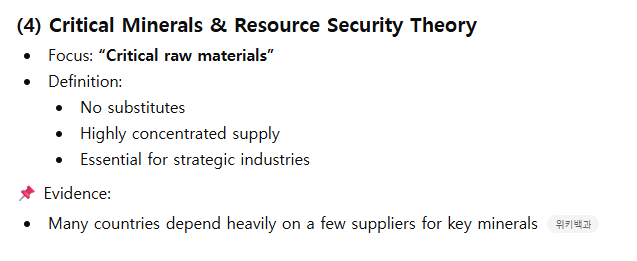 (4) Critical Minerals & Resource Security Theory
• Focus: “Critical raw materials”
• Definition:
• No substitutes
• Highly concentrated supply
• Essential for strategic industries
📌 Evidence:
• Many countries depend heavily on a few suppliers for key minerals 위키백과